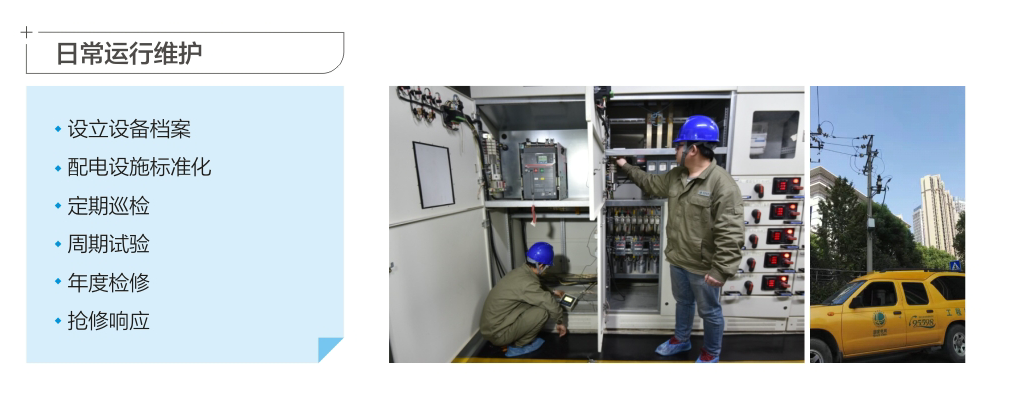 日常运行维护
设立设备档案
配电设施标准化
定期巡检
周期试验
年度检修
抢修响应
95598